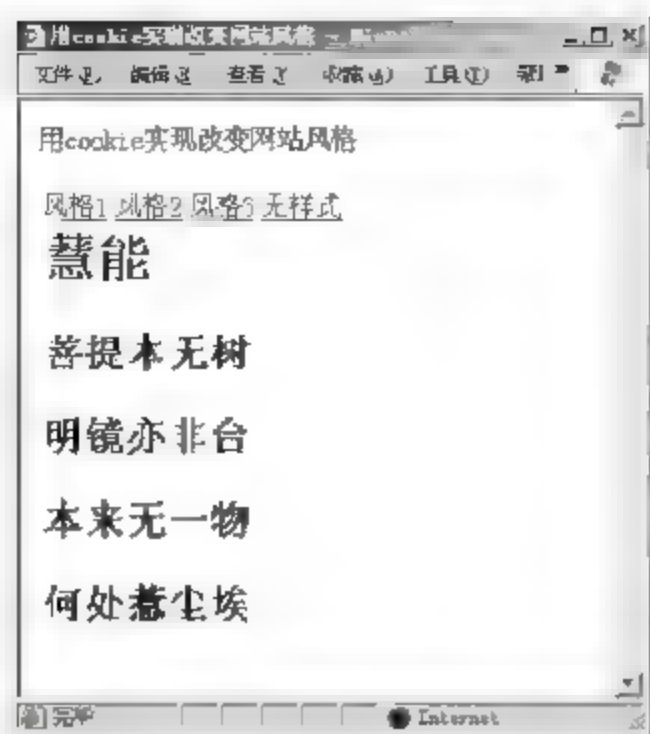 用cookie实现改变网站风格
文件 编辑 查看 收藏 工具(T)
用cookie实现改变网站风格
风格1 风格2 风格3 无样式
慧能
菩提本无树
明镜亦非台
本来无一物
何处惹尘埃
完毕 Internet